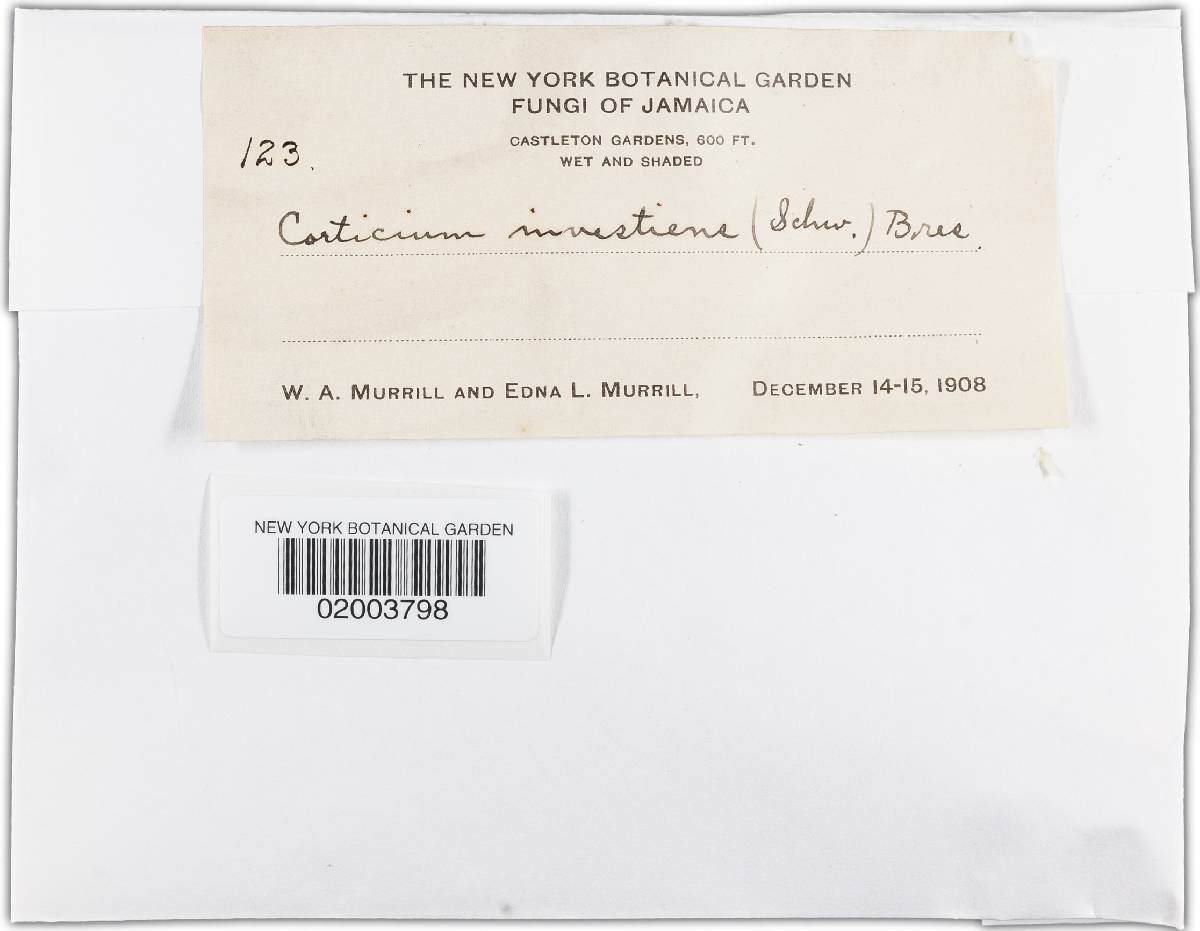 THE NEW YORK BOTANICAL GARDEN
FUNGI OF JAMAICA
CASTLETON GARDENS, 600 FT.
WET AND SHADED
123.
Corticium investiens (Schw.) Bres.
W. A. MURRILL AND EDNA L. MURRILL, DECEMBER 14-15, 1908
NEW YORK BOTANICAL GARDEN
02003798